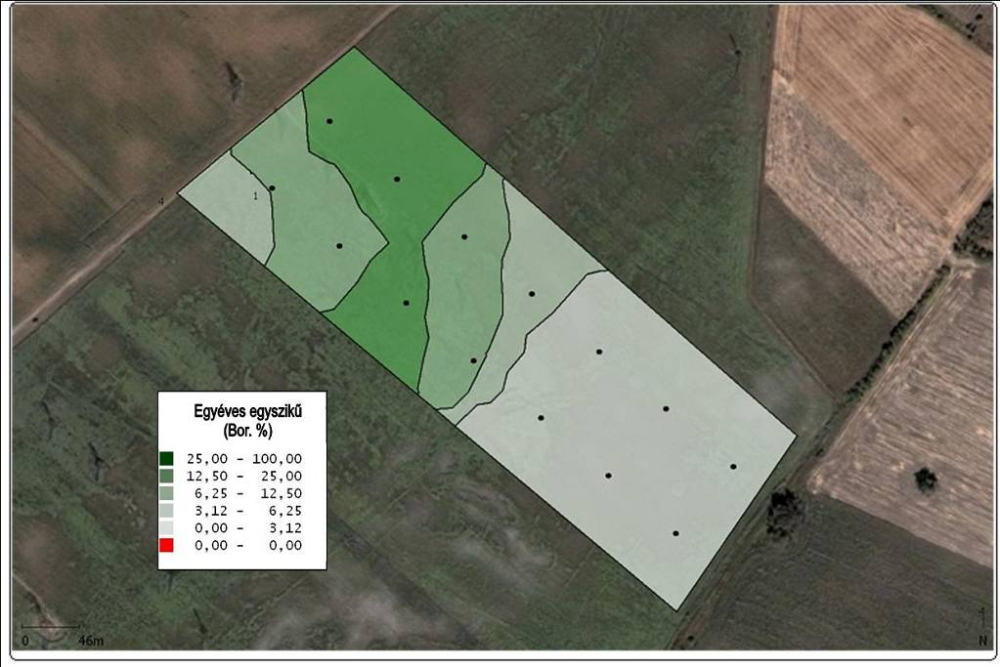 4
1
Egyéves egyszikű
(Bor. %)
25,00 - 100,00
12,50 - 25,00
6,25 - 12,50
3,12 - 6,25
0,00 - 3,12
0,00 - 0,00
0 46m
N